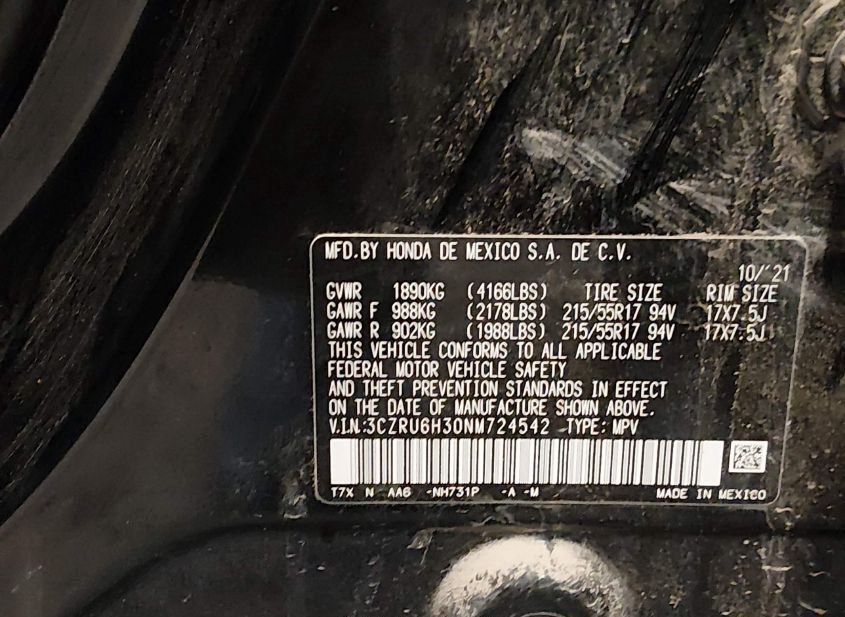 MFD.BY HONDA DE MEXICO S.A. DE C.V.
10/'21
GVWR 1890KG (4166LBS) TIRE SIZE RIM SIZE
GAWR F 988KG (2178LBS) 215/55R17 94V 17X7.5J
GAWR R 902KG (1988LBS) 215/55R17 94V 17X7.5J
THIS VEHICLE CONFORMS TO ALL APPLICABLE
FEDERAL MOTOR VEHICLE SAFETY
AND THEFT PREVENTION STANDARDS IN EFFECT
ON THE DATE OF MANUFACTURE SHOWN ABOVE.
V.I.N:3CZRU6H30NM724542 TYPE: MPV
T7X N AA6 -NH731P -A -M MADE IN MEXICO